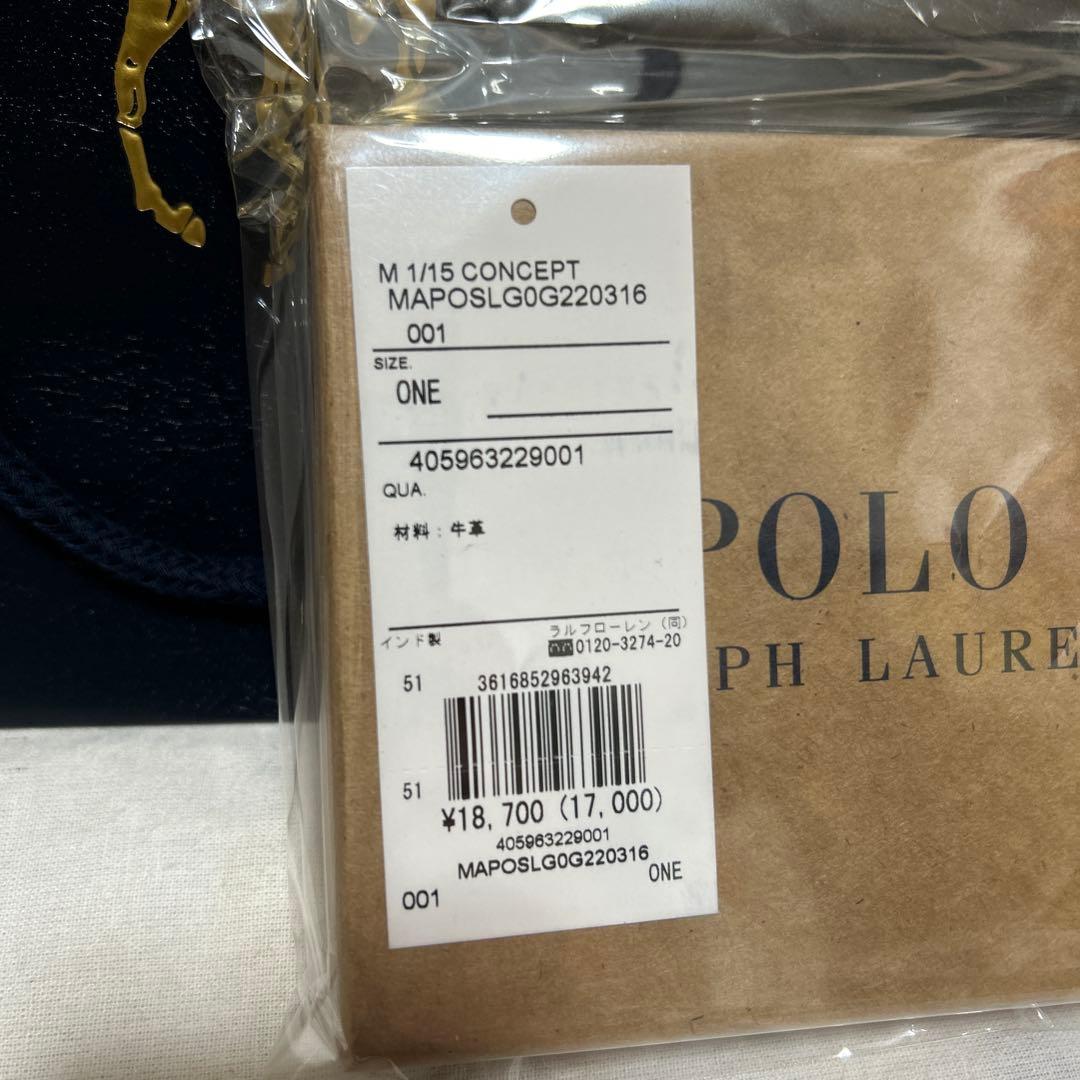 M 1/15 CONCEPT
MAPOSLG0G220316
001
SIZE.
ONE
405963229001
QUA.
材料：牛革
インド製
ラルフローレン（同）
0120-3274-20
51
3616852963942
51
¥18,700 (17,000)
405963229001
MAPOSLG0G220316
001
ONE
POLO
PH LAURE